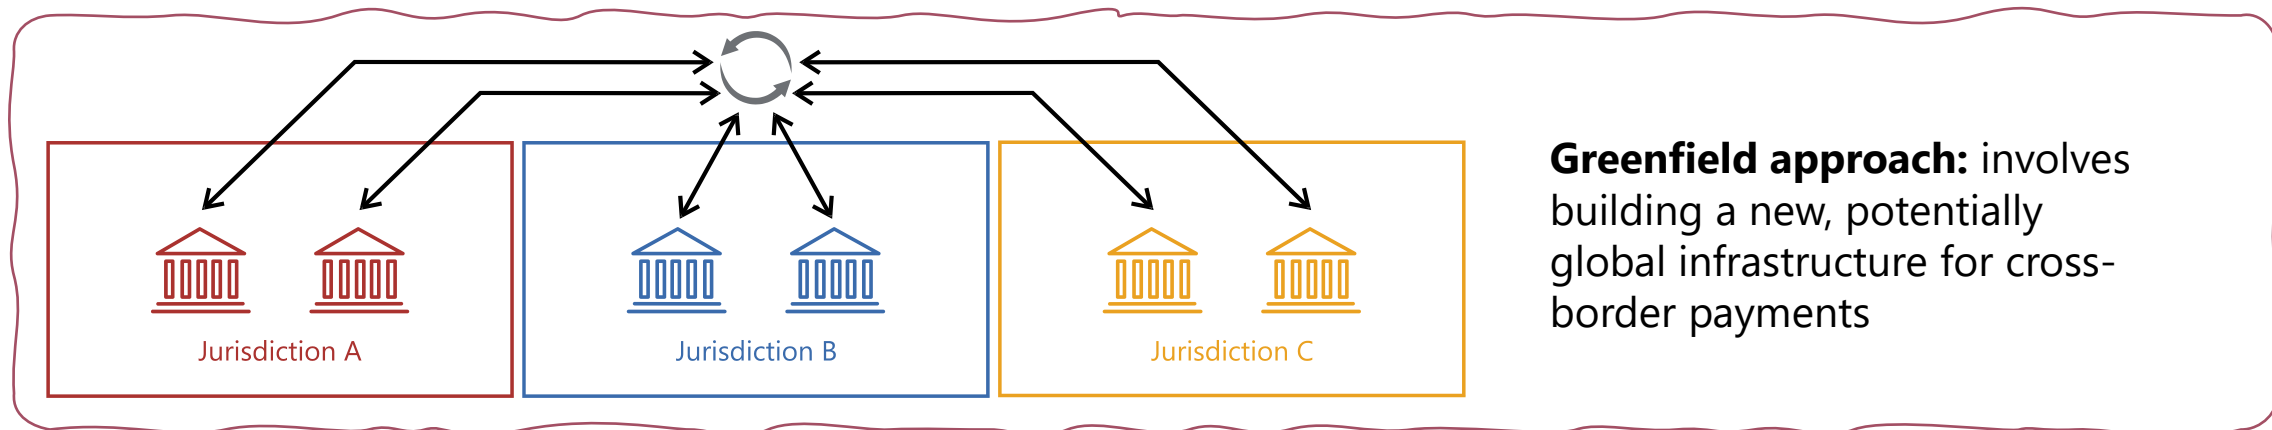 Greenfield approach: involves
building a new, potentially
global infrastructure for cross-
border payments
Jurisdiction A
Jurisdiction B
Jurisdiction C